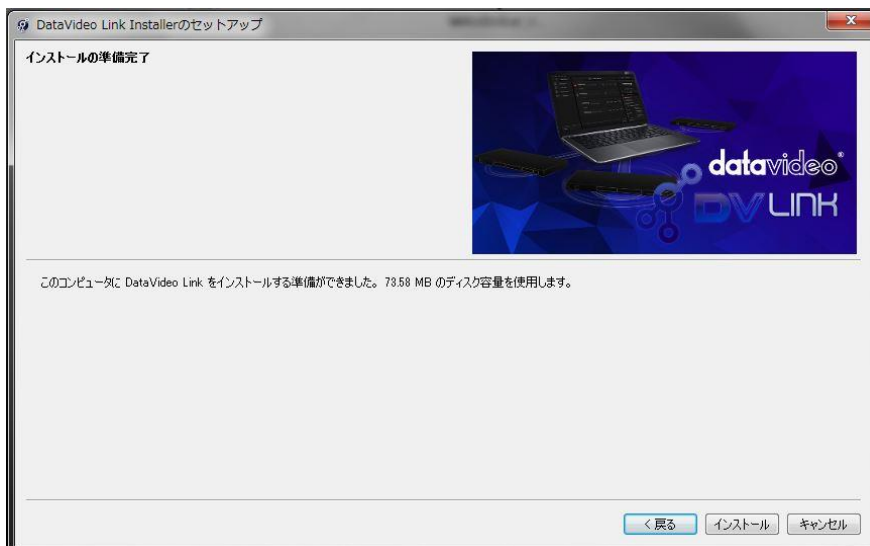 DataVideo Link Installerのセットアップ
インストールの準備完了
datavideo®
DV LINK
このコンピュータに DataVideo Link をインストールする準備ができました。73.58 MB のディスク容量を使用します。
< 戻る
インストール
キャンセル